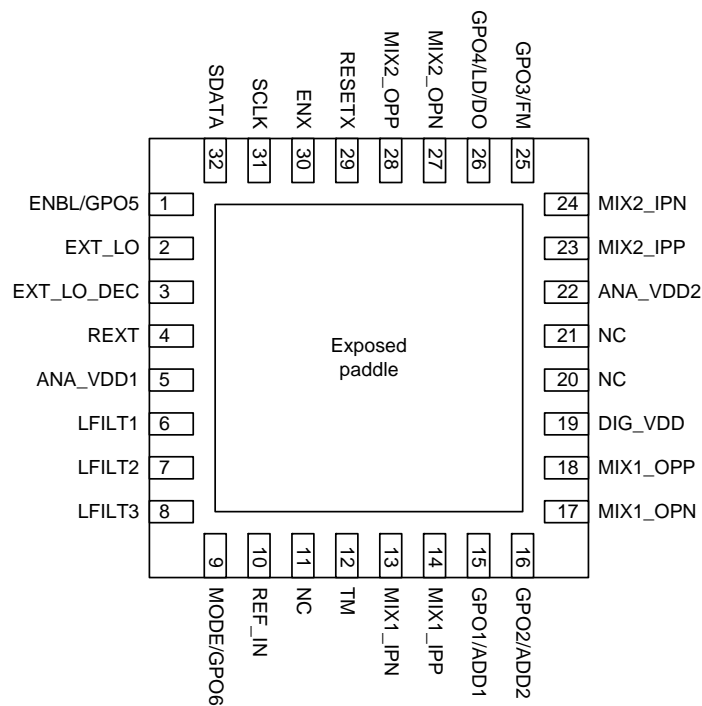 SDATA
SCLK
ENX
RESETX
MIX2_OPP
MIX2_OPN
GPO4/LD/DO
GPO3/FM
32
31
30
29
28
27
26
25
ENBL/GPO5 1
EXT_LO 2
EXT_LO_DEC 3
REXT 4
ANA_VDD1 5
LFILT1 6
LFILT2 7
LFILT3 8
Exposed
paddle
24 MIX2_IPN
23 MIX2_IPP
22 ANA_VDD2
21 NC
20 NC
19 DIG_VDD
18 MIX1_OPP
17 MIX1_OPN
9
10
11
12
13
14
15
16
MODE/GPO6
REF_IN
NC
TM
MIX1_IPN
MIX1_IPP
GPO1/ADD1
GPO2/ADD2